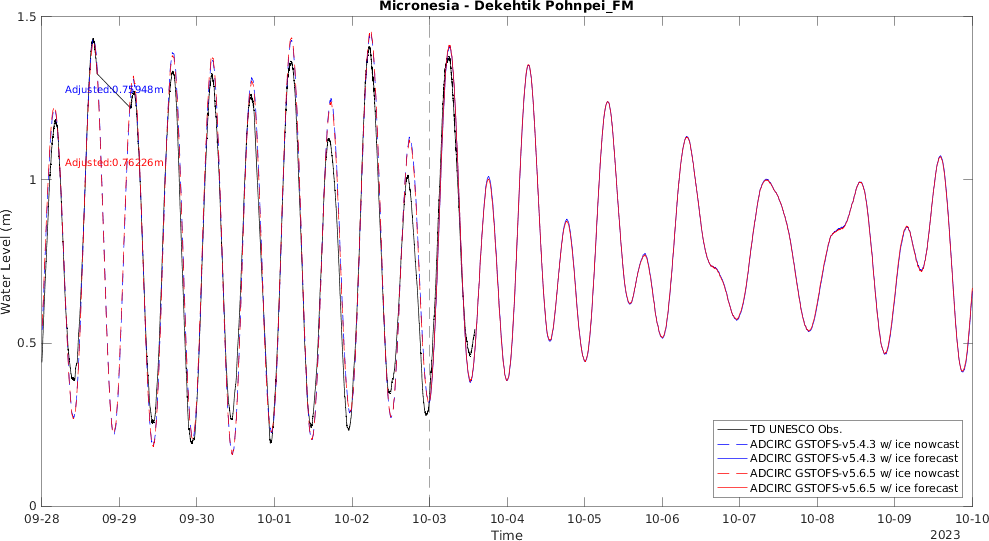 Micronesia - Dekehtik Pohnpei_FM
1.5
Adjusted:0.75948m
Adjusted:0.76226m
1
Water Level (m)
0.5
TD UNESCO Obs.
ADCIRC GSTOFS-v5.4.3 w/ ice nowcast
ADCIRC GSTOFS-v5.4.3 w/ ice forecast
ADCIRC GSTOFS-v5.6.5 w/ ice nowcast
ADCIRC GSTOFS-v5.6.5 w/ ice forecast
0
09-28 09-29 09-30 10-01 10-02 10-03 10-04 10-05 10-06 10-07 10-08 10-09 10-10
Time
2023